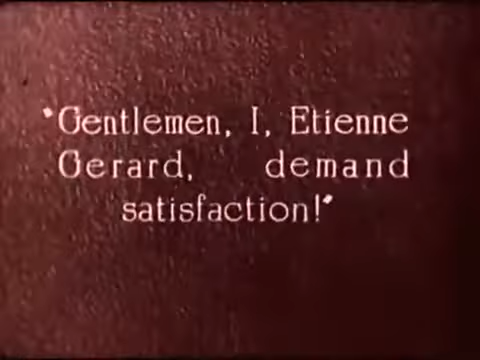 "Gentlemen, I, Etienne
Gerard, demand
satisfaction!"